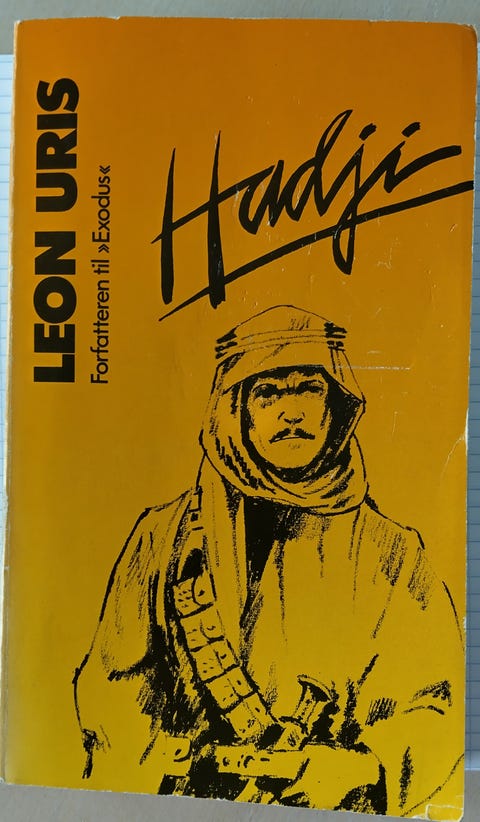 LEON URIS
Forfatteren til »Exodus«
Hadji